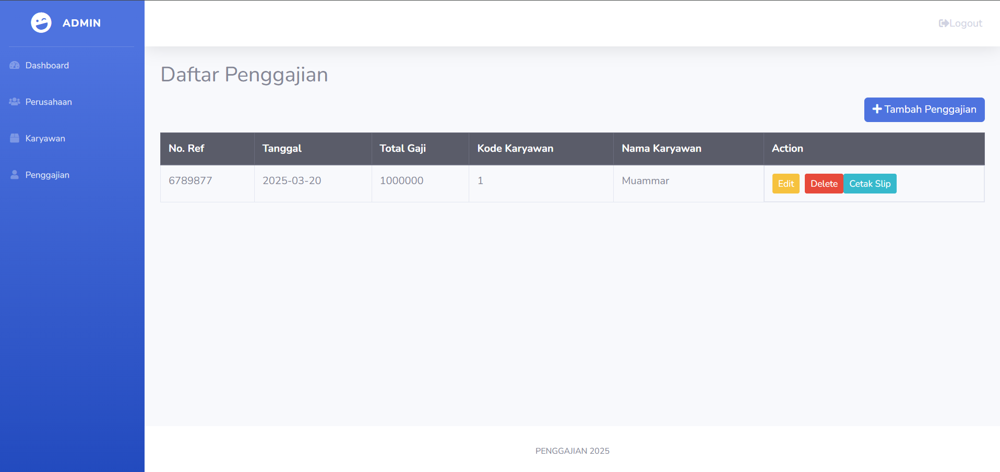 ADMIN
Logout
Dashboard
Perusahaan
Karyawan
Penggajian
Daftar Penggajian
Tambah Penggajian
No. Ref Tanggal Total Gaji Kode Karyawan Nama Karyawan Action
6789877 2025-03-20 1000000 1 Muammar Edit Delete Cetak Slip
PENGGAJIAN 2025